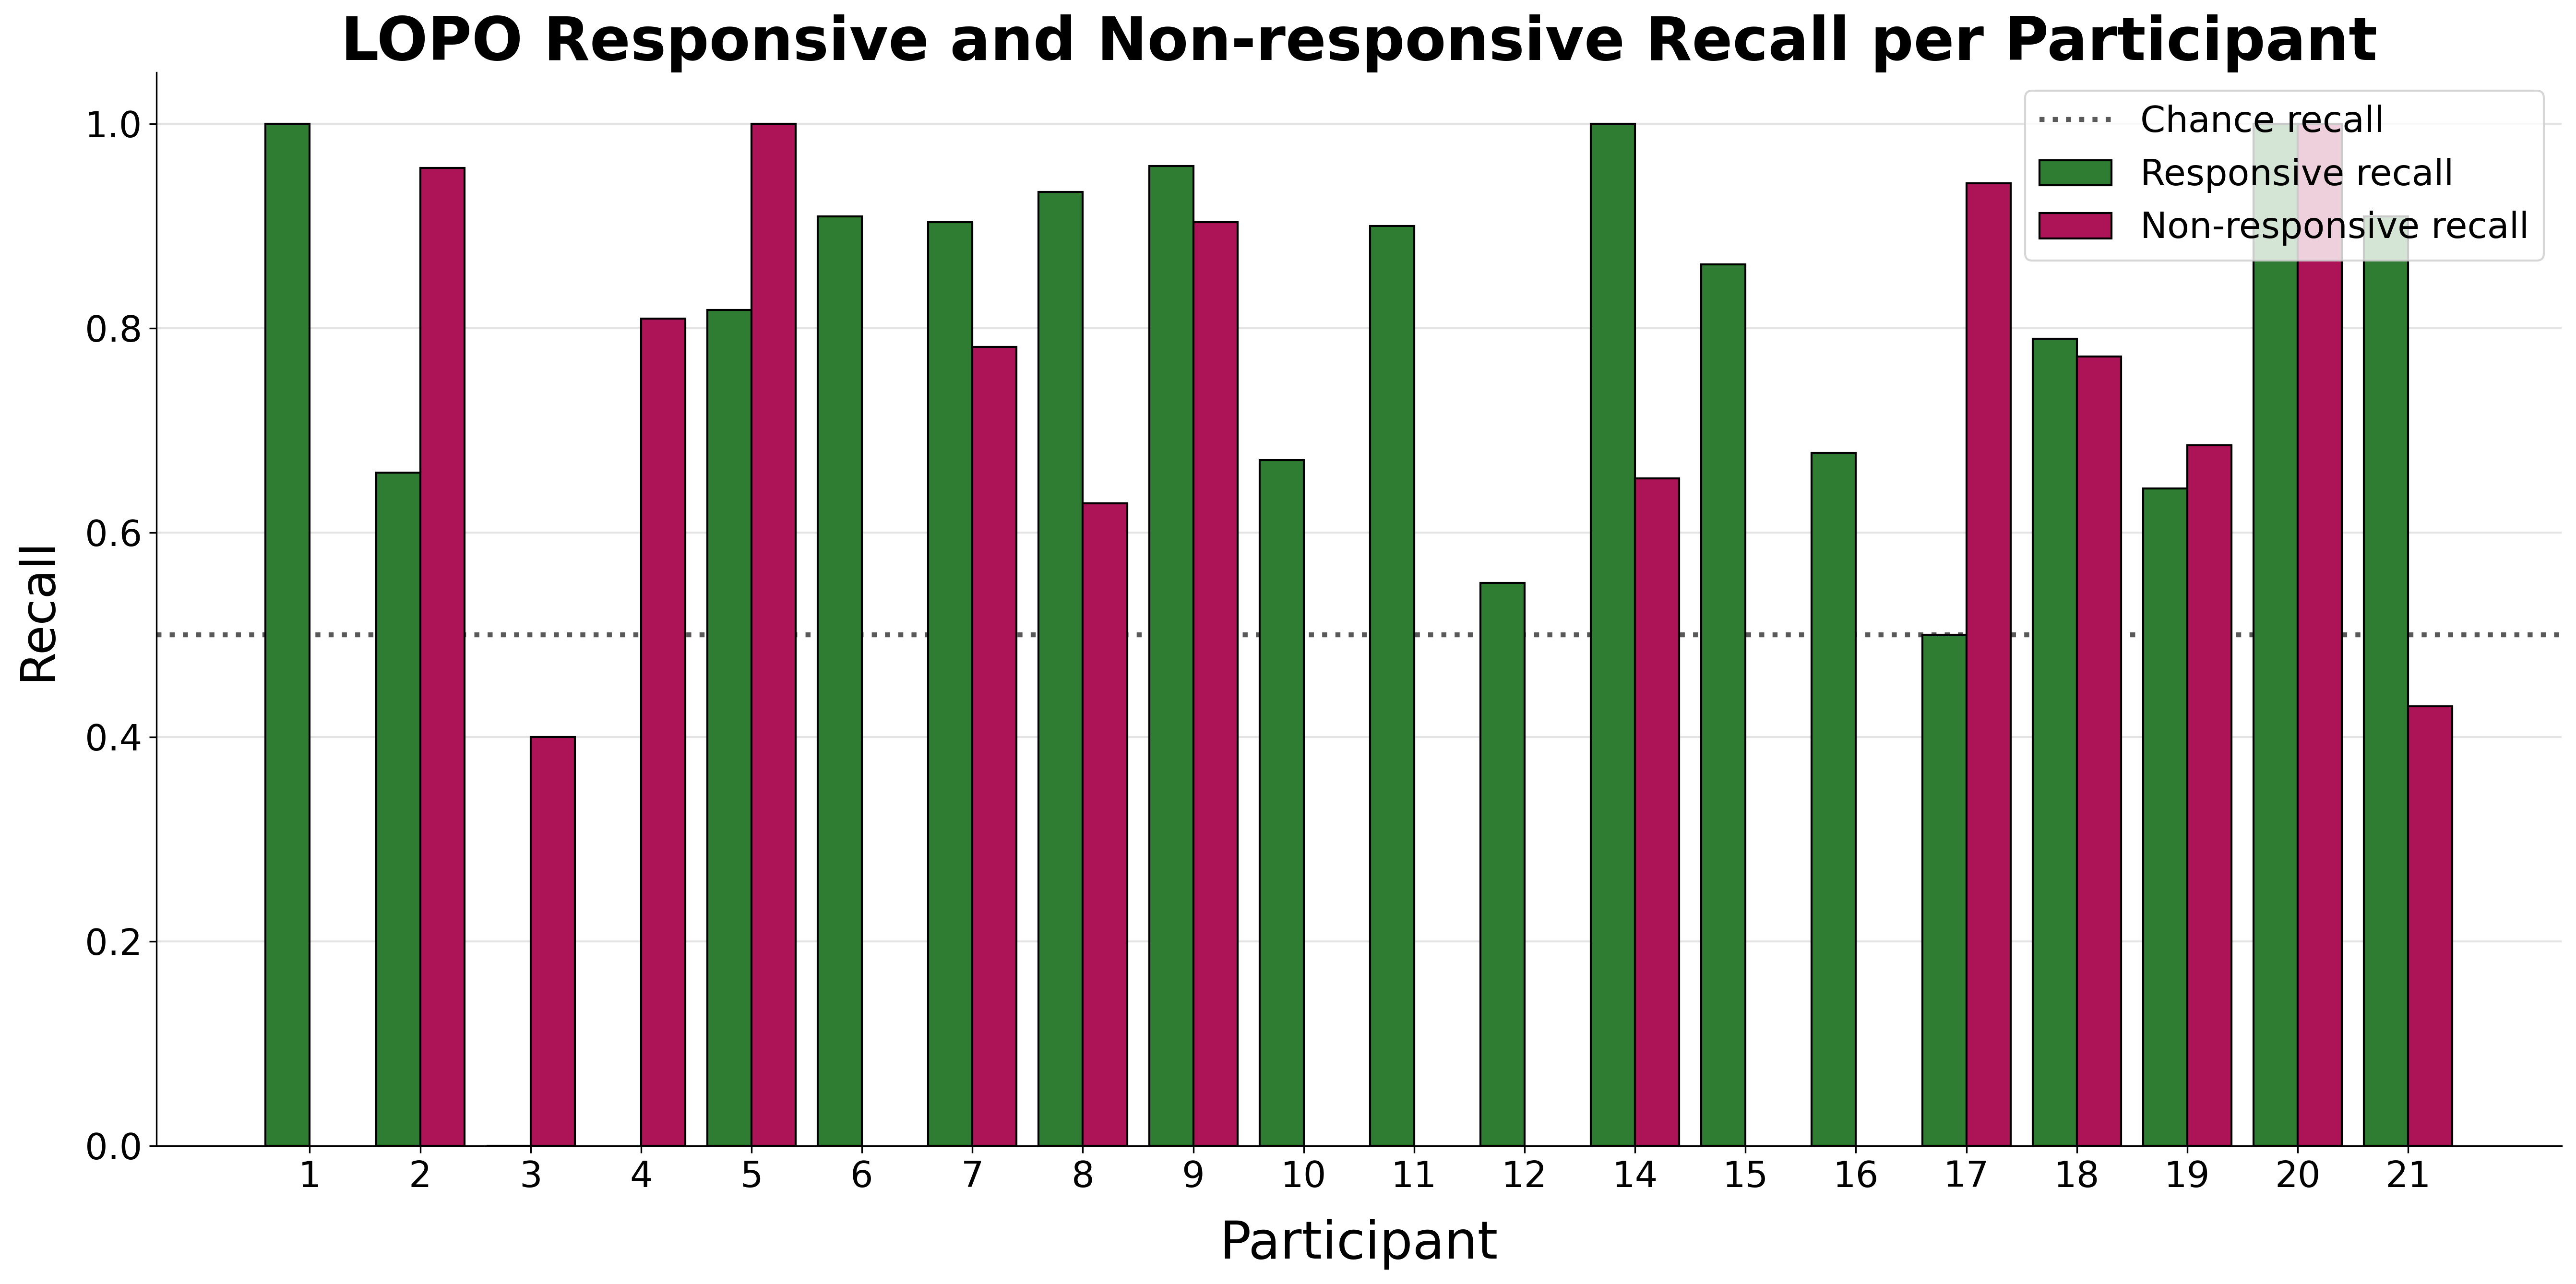 LOPO Responsive and Non-responsive Recall per Participant
Chance recall
Responsive recall
Non-responsive recall
1.0
0.8
0.6
0.4
0.2
0.0
Recall
1 2 3 4 5 6 7 8 9 10 11 12 14 15 16 17 18 19 20 21
Participant